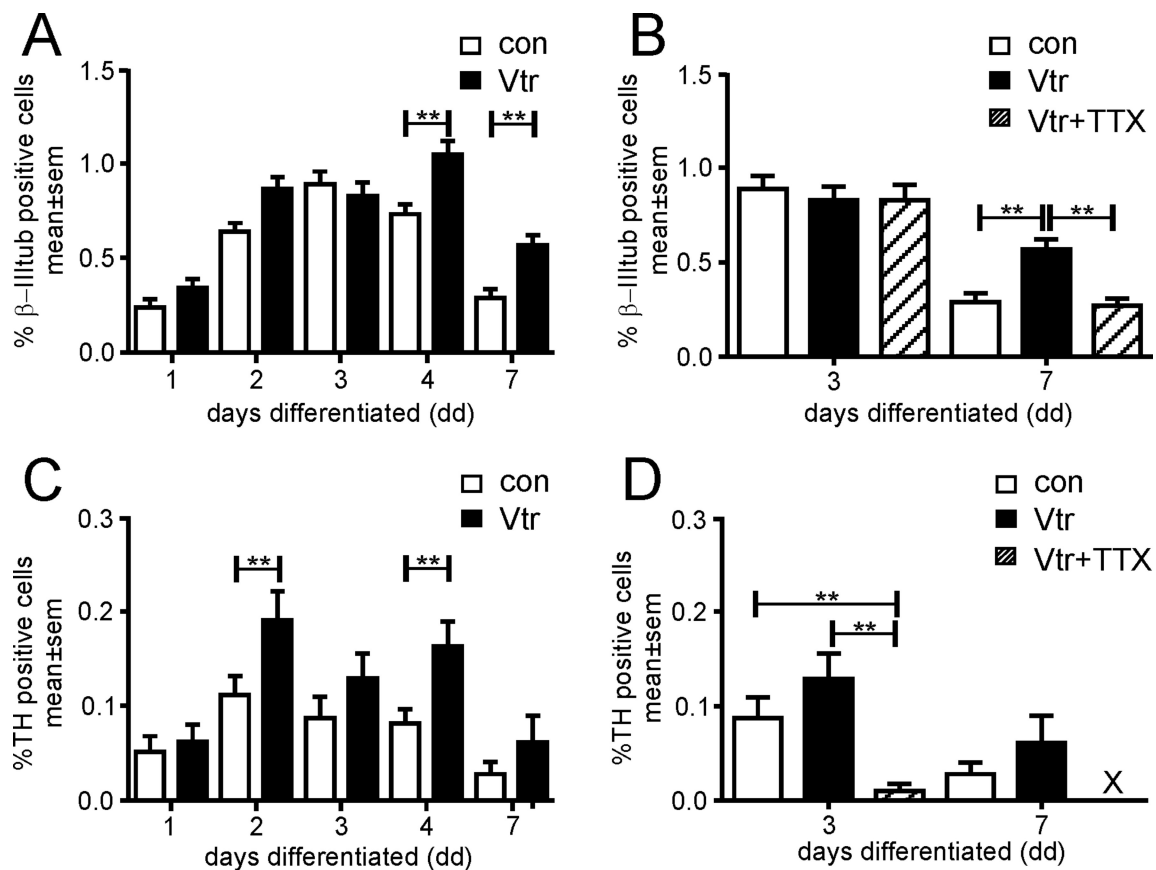 A
con
Vtr
% β-IIItub positive cells
mean±sem
1.5
1.0
0.5
0.0
**
**
1 2 3 4 7
days differentiated (dd)
B
con
Vtr
Vtr+TTX
% β-IIItub positive cells
mean±sem
1.5
1.0
0.5
0.0
** **
3 7
days differentiated (dd)
C
con
Vtr
%TH positive cells
mean±sem
0.3
0.2
0.1
0.0
** **
1 2 3 4 7
days differentiated (dd)
D
con
Vtr
Vtr+TTX
%TH positive cells
mean±sem
0.3
0.2
0.1
0.0
**
**
X
3 7
days differentiated (dd)